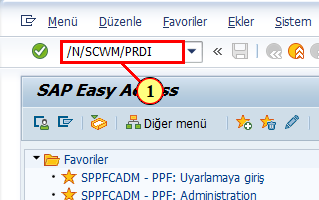 Menü Düzenle Favoriler Ekler Sistem
/N/SCWM/PRDI
SAP Easy Access
1
Diğer menü
Favoriler
SPPFCADM - PPF: Uyarlamaya giriş
SPPFCADM - PPF: Administration